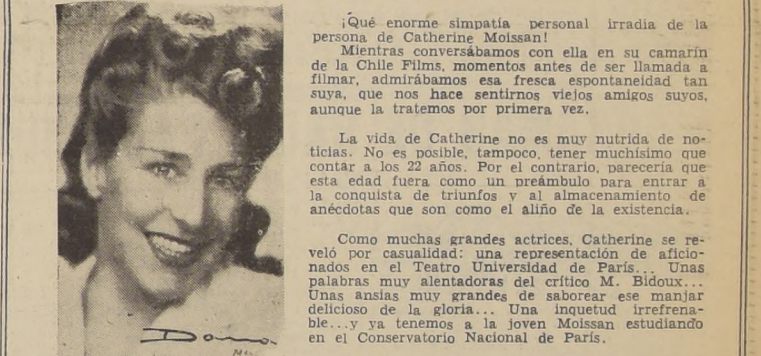 ¡Qué enorme simpatía personal irradia de la
persona de Catherine Moissan!
Mientras conversábamos con ella en su camarín
de la Chile Films, momentos antes de ser llamada a
filmar, admirábamos esa fresca espontaneidad tan
suya, que nos hace sentirnos viejos amigos suyos,
aunque la tratemos por primera vez.
La vida de Catherine no es muy nutrida de no-
ticias. No es posible, tampoco, tener muchísimo que
contar a los 22 años. Por el contrario, parecería que
esta edad fuera como un preámbulo para entrar a
la conquista de triunfos y al almacenamiento de
anécdotas que son como el aliño de la existencia.
Como muchas grandes actrices, Catherine se re-
veló por casualidad: una representación de aficio-
nados en el Teatro Universidad de París... Unas
palabras muy alentadoras del crítico M. Bidoux...
Unas ansias muy grandes de saborear ese manjar
delicioso de la gloria... Una inquetud irrefrena-
ble...y ya tenemos a la joven Moissan estudiando
en el Conservatorio Nacional de París.